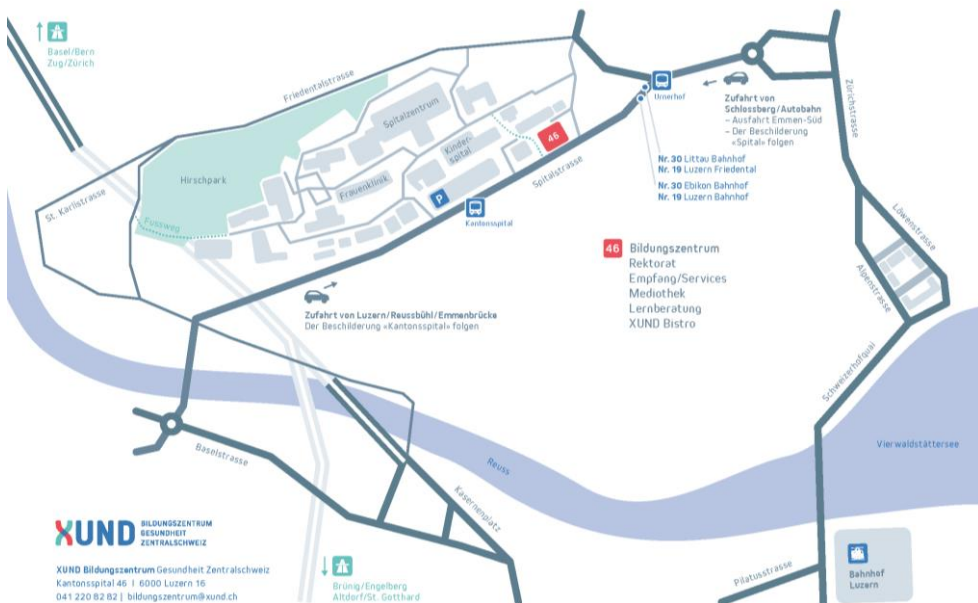 Basel/Bern
Zug/Zürich
Friedentalstrasse
Spitalzentrum
Kinder-
spital
46
Urnerhof
Zufahrt von
Schlossberg/Autobahn
– Ausfahrt Emmen-Süd
– Der Beschilderung
«Spital» folgen
Zürichstrasse
Nr. 30 Littau Bahnhof
Nr. 19 Luzern Friedental
Nr. 30 Ebikon Bahnhof
Nr. 19 Luzern Bahnhof
Hirschpark
Frauenklinik
P
Spitalstrasse
Kantonsspital
St. Karlistrasse
Fussweg
Löwenstrasse
Alpenstrasse
46 Bildungszentrum
Rektorat
Empfang/Services
Mediothek
Lernberatung
XUND Bistro
Zufahrt von Luzern/Reussbühl/Emmenbrücke
Der Beschilderung «Kantonsspital» folgen
Schweizerhofquai
Vierwaldstättersee
Baselstrasse
Reuss
Kasernenplatz
XUND BILDUNGSZENTRUM
GESUNDHEIT
ZENTRALSCHWEIZ
XUND Bildungszentrum Gesundheit Zentralschweiz
Kantonsspital 46 | 6000 Luzern 16
041 220 82 82 | bildungszentrum@xund.ch
Brünig/Engelberg
Altdorf/St. Gotthard
Pilatusstrasse
Bahnhof
Luzern